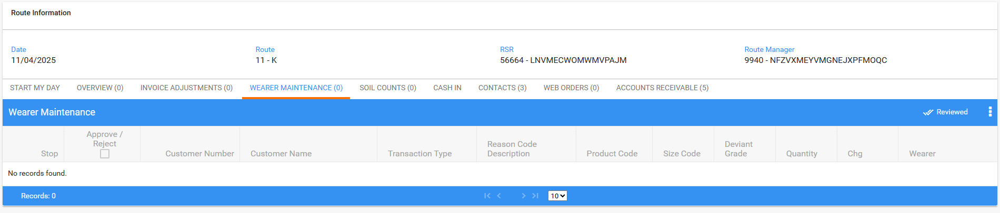 Route Information
Date
11/04/2025
Route
11 - K
RSR
56664 - LNVMECWOMWMVPAJM
Route Manager
9940 - NFZVXMEYVMGNEJXPFMOQC
START MY DAY
OVERVIEW (0)
INVOICE ADJUSTMENTS (0)
WEARER MAINTENANCE (0)
SOIL COUNTS (0)
CASH IN
CONTACTS (3)
WEB ORDERS (0)
ACCOUNTS RECEIVABLE (5)
Wearer Maintenance
Reviewed
Stop
Approve /
Reject
Customer Number
Customer Name
Transaction Type
Reason Code
Description
Product Code
Size Code
Deviant
Grade
Quantity
Chg
Wearer
No records found.
Records: 0
10